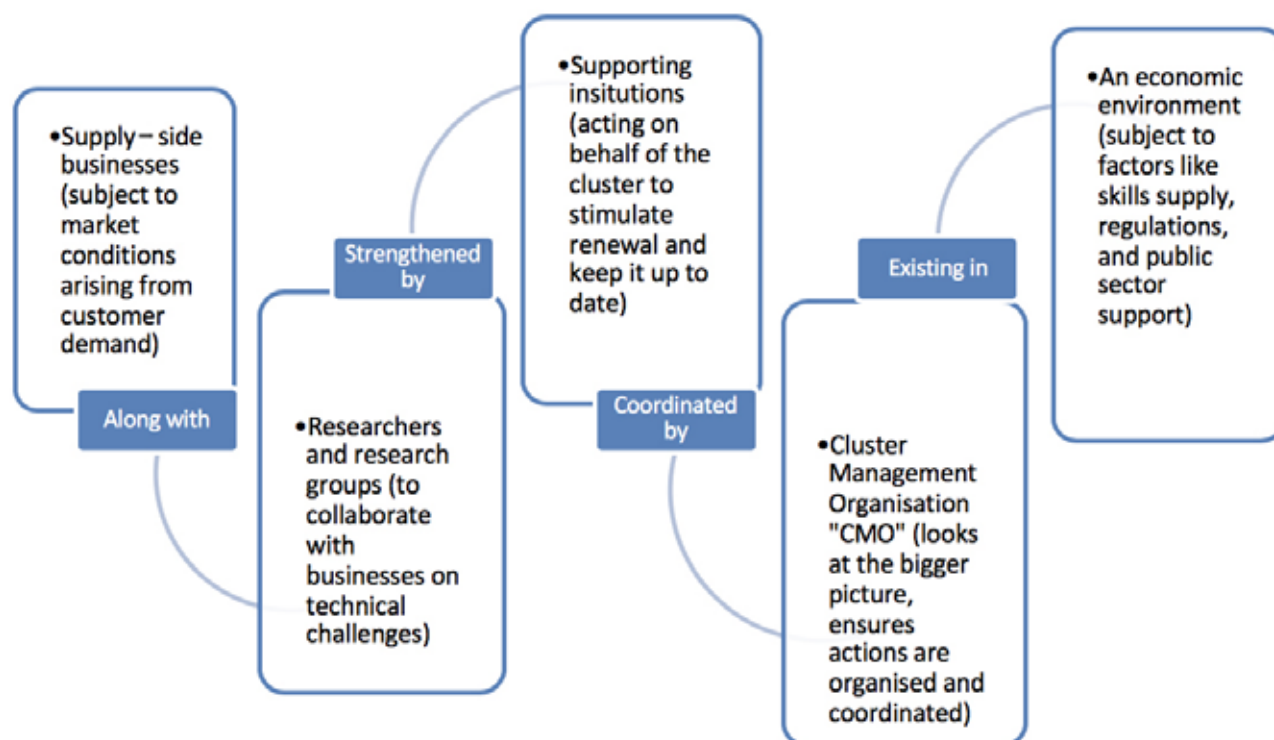 •Supply – side
businesses
(subject to
market
conditions
arising from
customer
demand)
Along with
•Researchers
and research
groups (to
collaborate
with
businesses on
technical
challenges)
Strengthened
by
•Supporting
insitutions
(acting on
behalf of the
cluster to
stimulate
renewal and
keep it up to
date)
Coordinated
by
•Cluster
Management
Organisation
"CMO" (looks
at the bigger
picture,
ensures
actions are
organised and
coordinated)
Existing in
•An economic
environment
(subject to
factors like
skills supply,
regulations,
and public
sector
support)